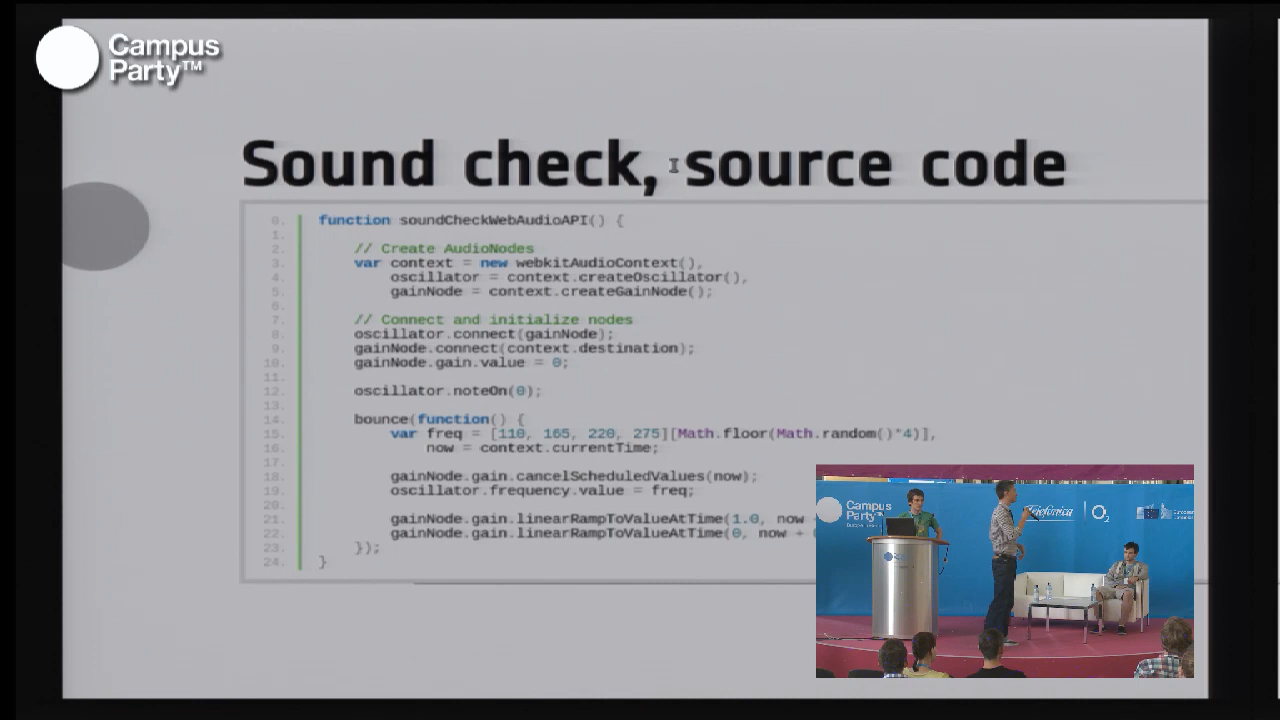 Campus
Party™
Sound check, source code
0. function soundCheckWebAudioAPI() {
1.
2. // Create AudioNodes
3. var context = new webkitAudioContext(),
4. oscillator = context.createOscillator(),
5. gainNode = context.createGainNode();
6.
7. // Connect and initialize nodes
8. oscillator.connect(gainNode);
9. gainNode.connect(context.destination);
10. gainNode.gain.value = 0;
11.
12. oscillator.noteOn(0);
13.
14. bounce(function() {
15. var freq = [110, 165, 220, 275][Math.floor(Math.random()*4)],
16. now = context.currentTime;
17.
18. gainNode.gain.cancelScheduledValues(now);
19. oscillator.frequency.value = freq;
20.
21. gainNode.gain.linearRampToValueAtTime(1.0, now
22. gainNode.gain.linearRampToValueAtTime(0, now +
23. });
24. }
Campus
Party
Telefónica
O2